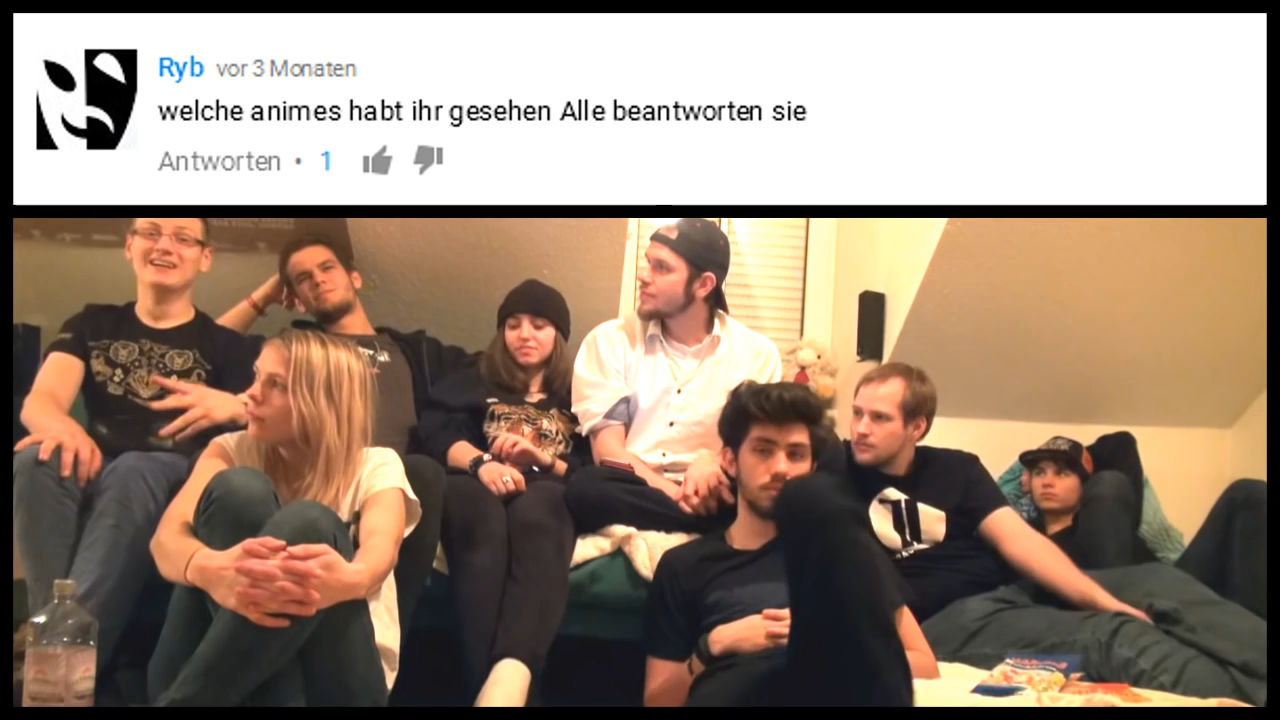 Ryb vor 3 Monaten
welche animes habt ihr gesehen Alle beantworten sie
Antworten • 1